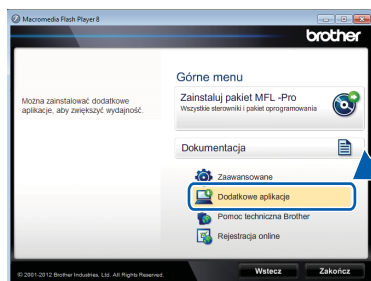 Macromedia Flash Player 8
brother
Można zainstalować dodatkowe
aplikacje, aby zwiększyć wydajność.
Górne menu
Zainstaluj pakiet MFL -Pro
Wszystkie sterowniki i pakiet oprogramowania
Dokumentacja
Zaawansowane
Dodatkowe aplikacje
Pomoc techniczna Brother
Rejestracja online
© 2001-2012 Brother Industries, Ltd. All Rights Reserved.
Wstecz
Zakończ